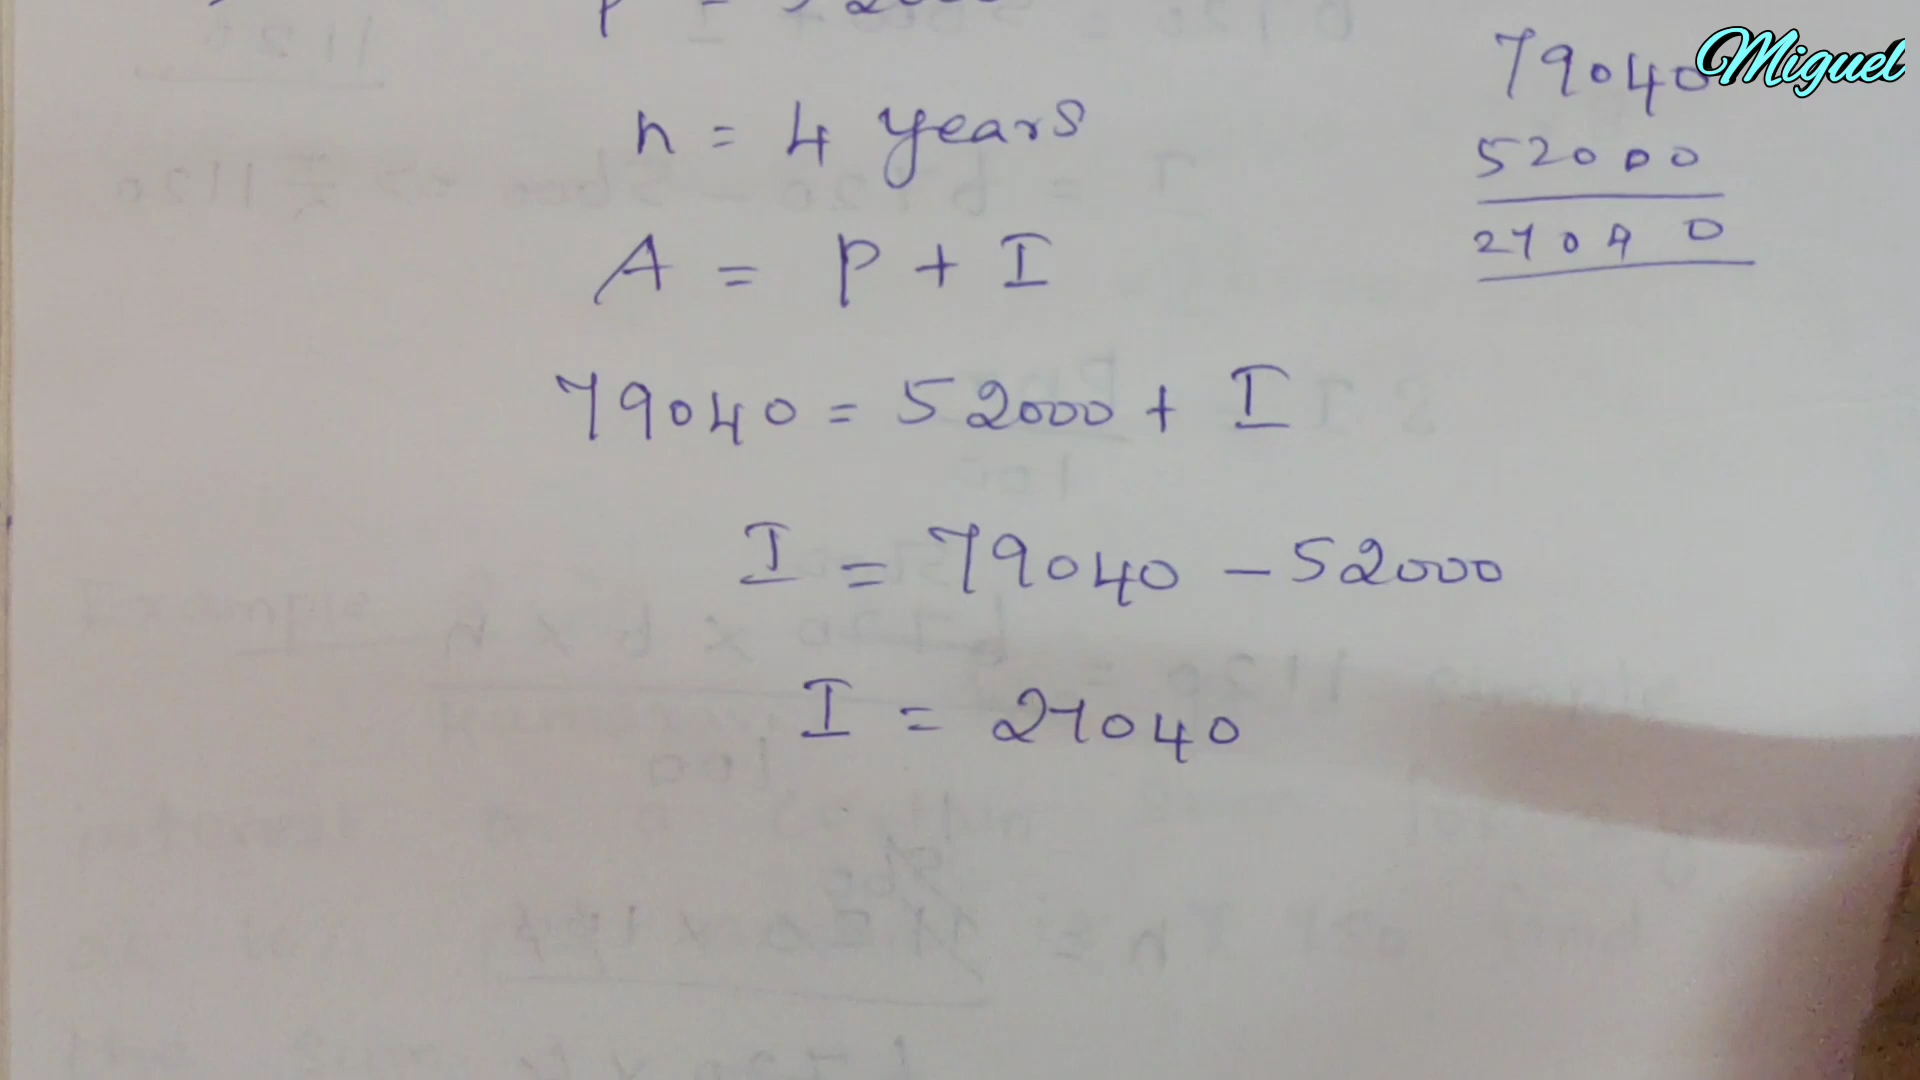 n = 4 years
A = P + I
79040 = 52000 + I
I = 79040 - 52000
I = 27040
79040
52000
27040
Miguel